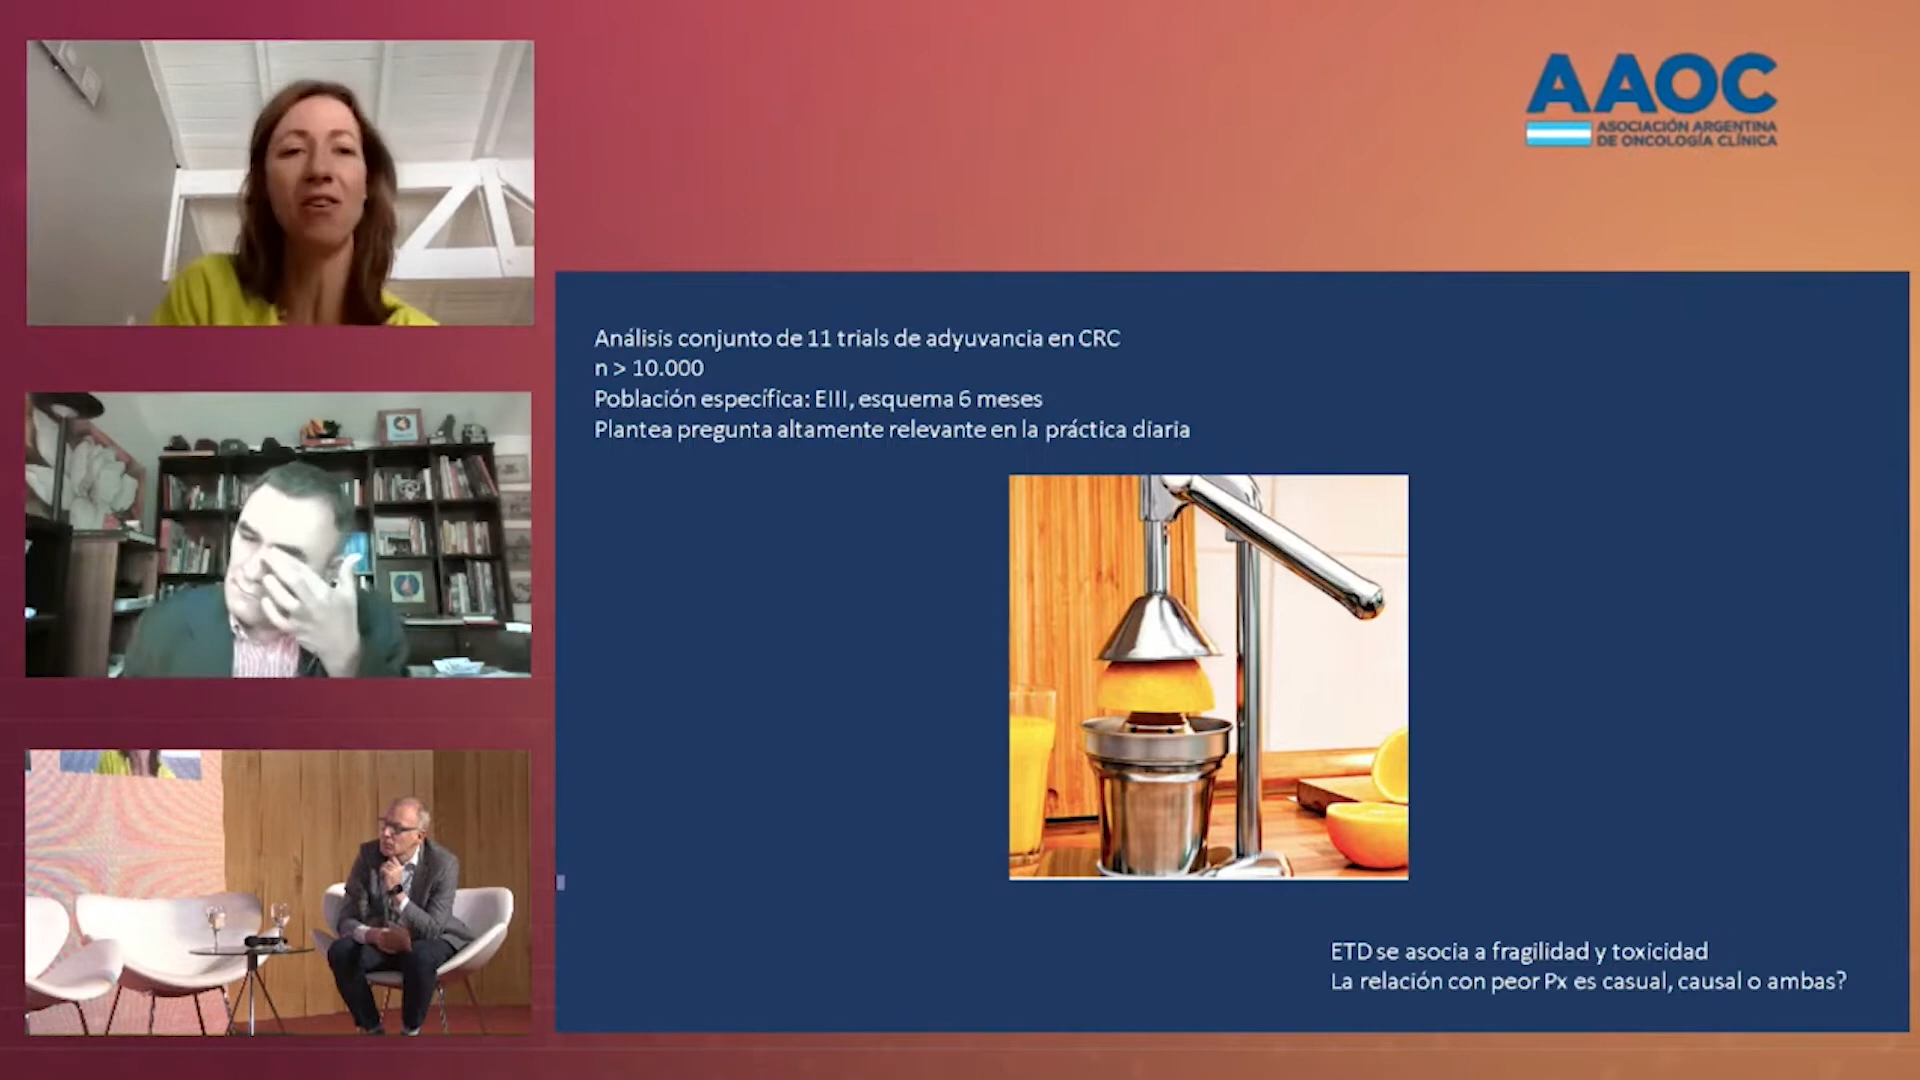 AAOC
ASOCIACIÓN ARGENTINA
DE ONCOLOGÍA CLÍNICA
Análisis conjunto de 11 trials de adyuvancia en CRC
n > 10.000
Población específica: EIII, esquema 6 meses
Plantea pregunta altamente relevante en la práctica diaria
ETD se asocia a fragilidad y toxicidad
La relación con peor Px es casual, causal o ambas?